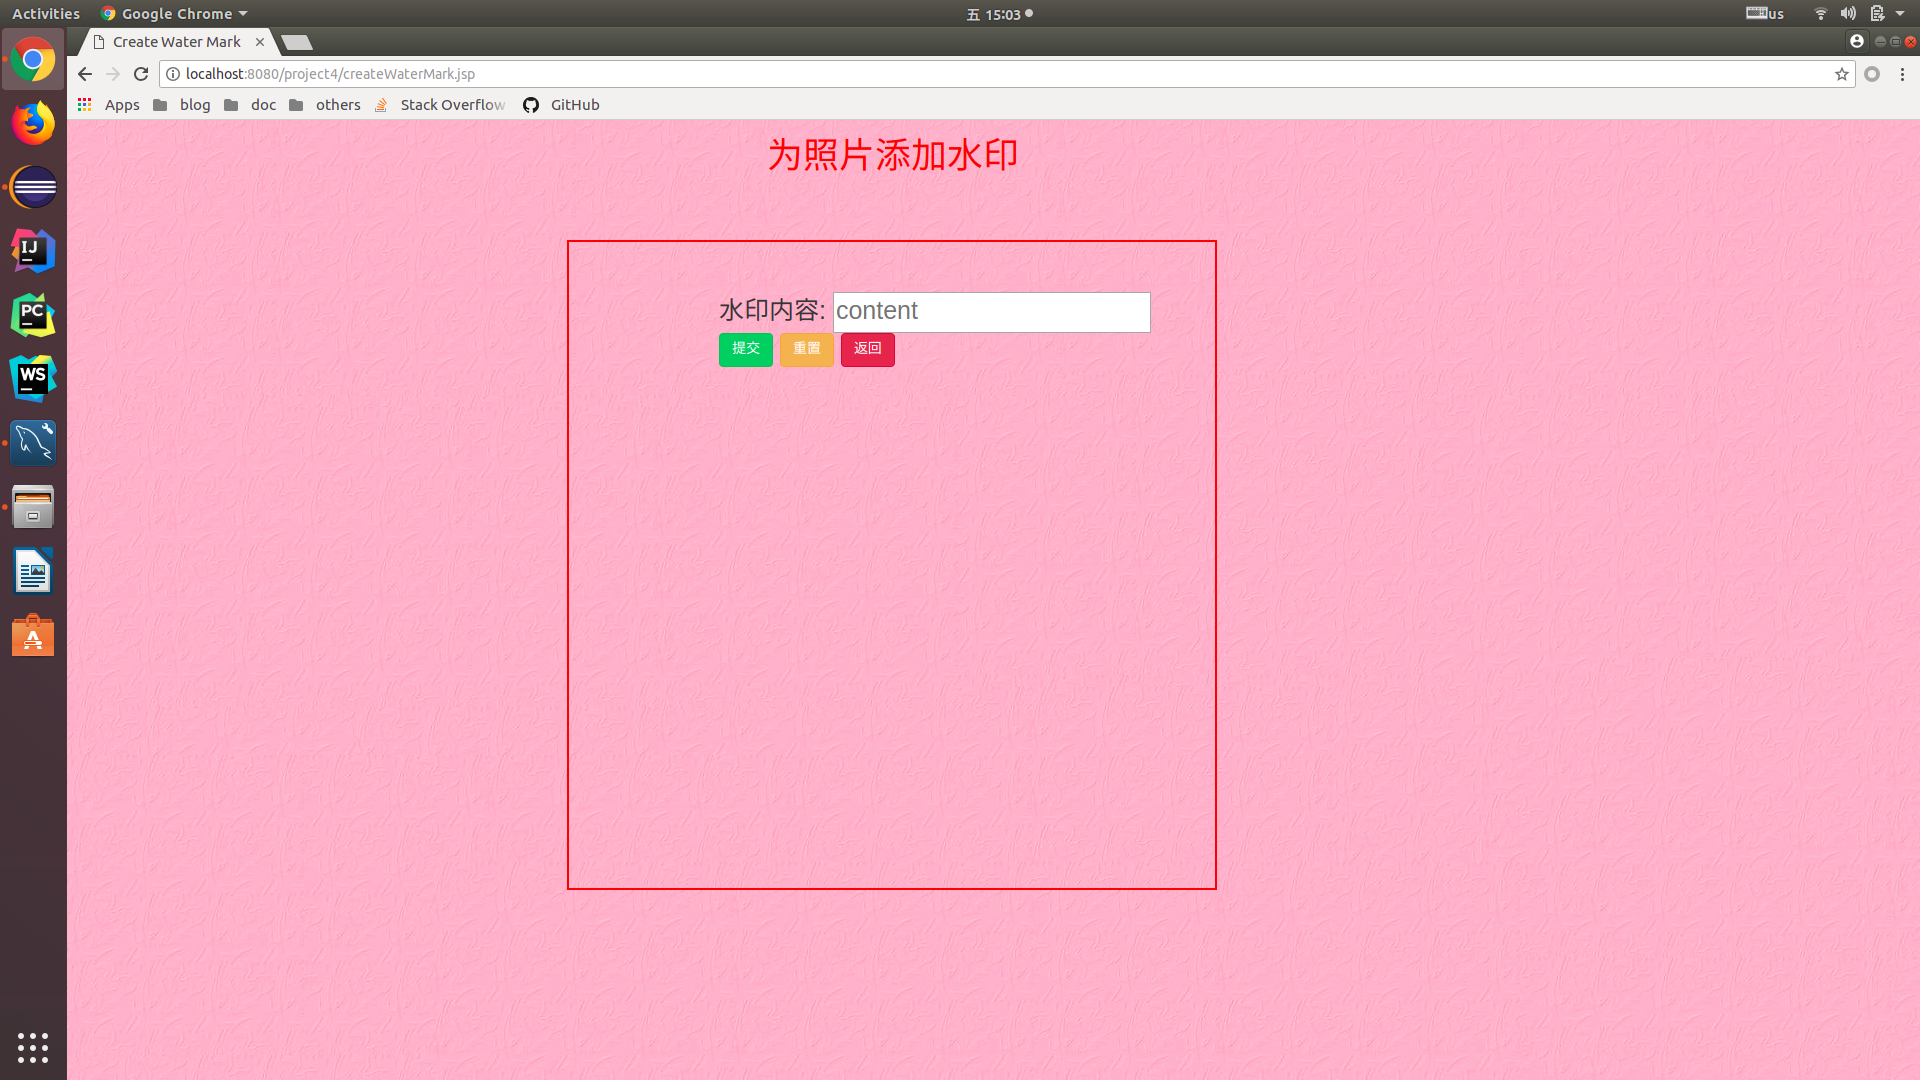 Activities Google Chrome 五 15:03 us
Create Water Mark
localhost:8080/project4/createWaterMark.jsp
Apps blog doc others Stack Overflow GitHub
为照片添加水印
IJ
水印内容: content
PC
提交 重置 返回
WS